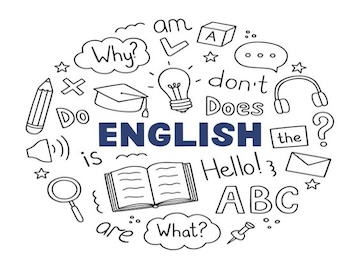 am
A
Why?
don't
Do
Does
ENGLISH
the
?
is
Hello!
ABC
are
What?